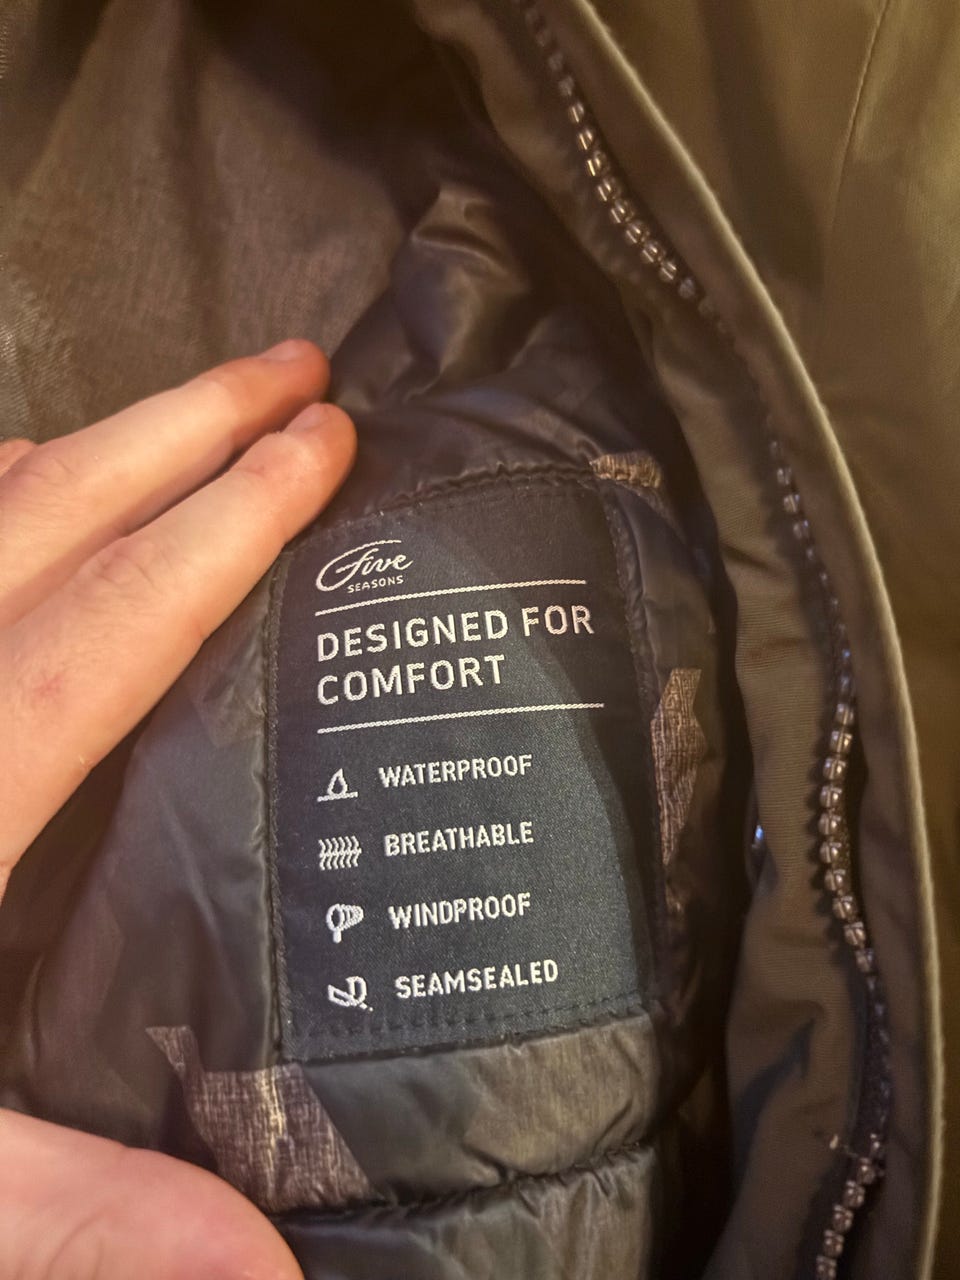 Five
SEASONS
DESIGNED FOR
COMFORT
WATERPROOF
BREATHABLE
WINDPROOF
SEAMSEALED